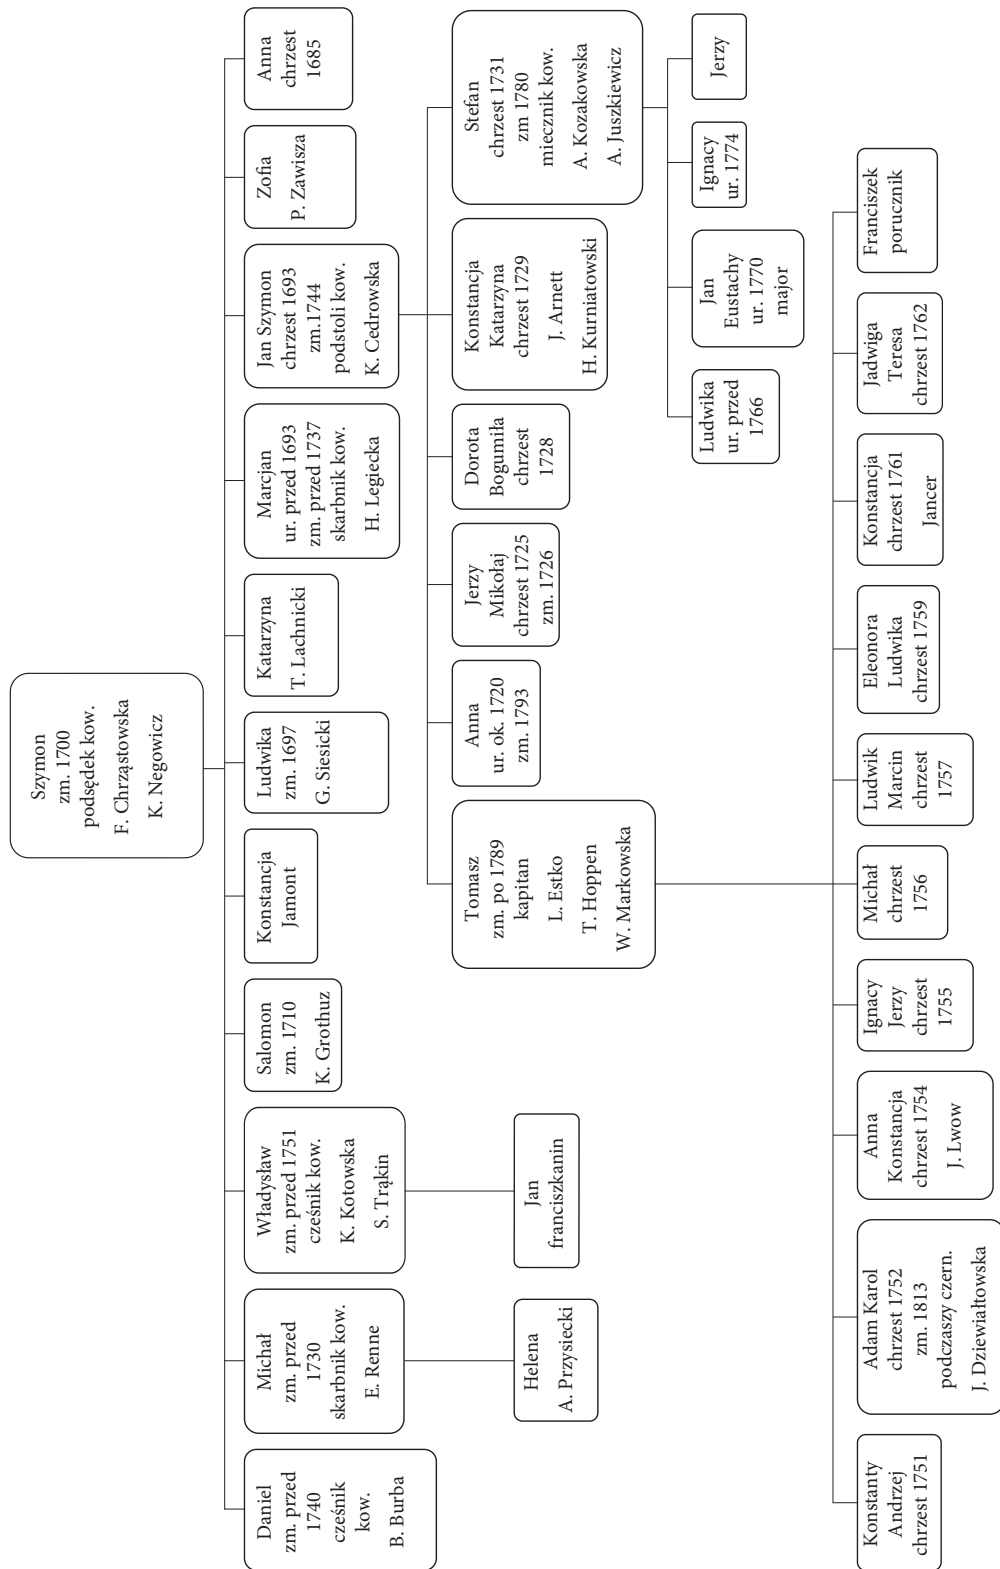 Szymon
zm. 1700
podsędek kow.
F. Chrząstowska
K. Negowicz
Daniel
zm. przed
1740
cześnik
kow.
B. Burba
Michał
zm. przed
1730
skarbnik kow.
E. Renne
Władysław
zm. przed 1751
cześnik kow.
K. Kotowska
S. Trąkin
Salomon
zm. 1710
K. Grothuz
Konstancja
Jamont
Ludwika
zm. 1697
G. Siesicki
Katarzyna
T. Lachnicki
Marcjan
ur. przed 1693
zm. przed 1737
skarbnik kow.
H. Legiecka
Jan Szymon
chrzest 1693
zm.1744
podstoli kow.
K. Cedrowska
Zofia
P. Zawisza
Anna
chrzest
1685
Helena
A. Przysiecki
Jan
franciszkanin
Tomasz
zm. po 1789
kapitan
L. Estko
T. Hoppen
W. Markowska
Anna
ur. ok. 1720
zm. 1793
Jerzy
Mikołaj
chrzest 1725
zm. 1726
Dorota
Bogumiła
chrzest
1728
Konstancja
Katarzyna
chrzest 1729
J. Arnett
H. Kurniatowski
Stefan
chrzest 1731
zm 1780
miecznik kow.
A. Kozakowska
A. Juszkiewicz
Ludwika
ur. przed
1766
Jan
Eustachy
ur. 1770
major
Ignacy
ur. 1774
Jerzy
Konstanty
Andrzej
chrzest 1751
Adam Karol
chrzest 1752
zm. 1813
podczaszy czern.
J. Dziewiałtowska
Anna
Konstancja
chrzest 1754
J. Lwow
Ignacy
Jerzy
chrzest
1755
Michał
chrzest
1756
Ludwik
Marcin
chrzest
1757
Eleonora
Ludwika
chrzest 1759
Konstancja
chrzest 1761
Jancer
Jadwiga
Teresa
chrzest 1762
Franciszek
porucznik